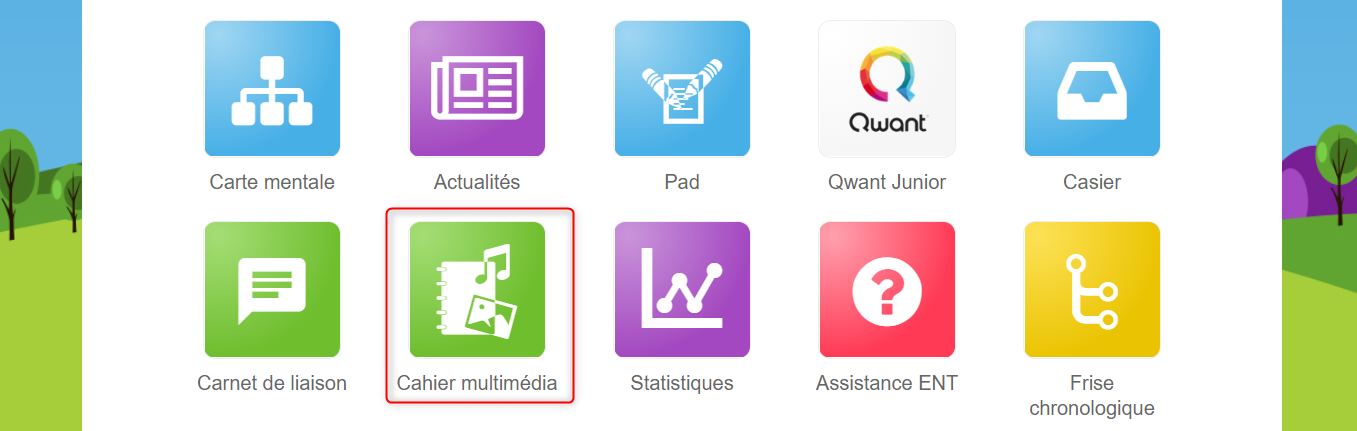 Qwant
Carte mentale
Actualités
Pad
Qwant Junior
Casier
Carnet de liaison
Cahier multimédia
Statistiques
Assistance ENT
Frise
chronologique